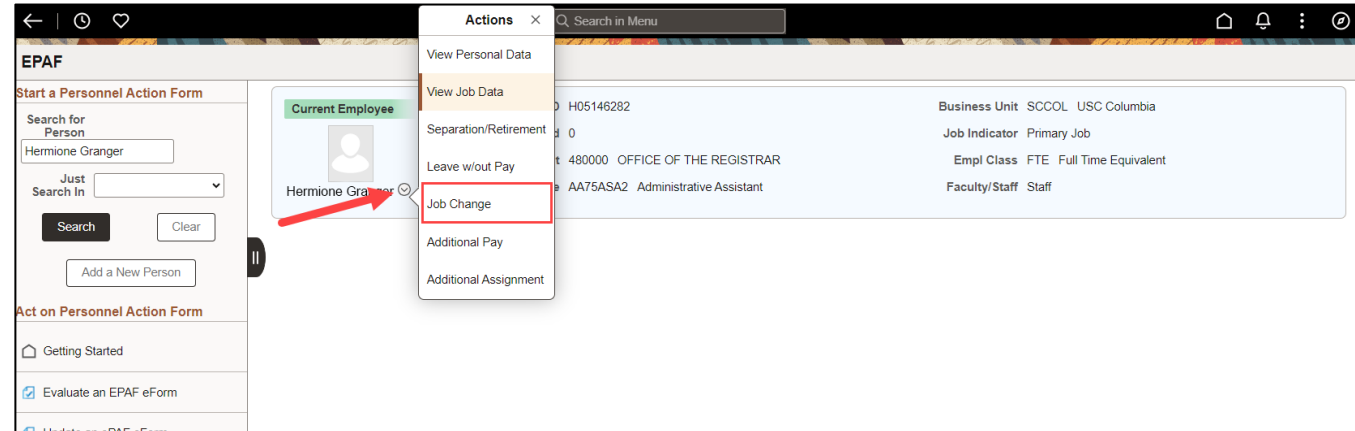 Actions
Search in Menu
EPAF
Start a Personnel Action Form
Search for
Person
Hermione Granger
Just
Search In
Search
Clear
Add a New Person
Act on Personnel Action Form
Getting Started
Evaluate an EPAF eForm
Current Employee
Hermione Granger
View Personal Data
View Job Data
Separation/Retirement
Leave w/out Pay
Job Change
Additional Pay
Additional Assignment
H05146282
0
480000 OFFICE OF THE REGISTRAR
AA75ASA2 Administrative Assistant
Business Unit SCCOL USC Columbia
Job Indicator Primary Job
Empl Class FTE Full Time Equivalent
Faculty/Staff Staff